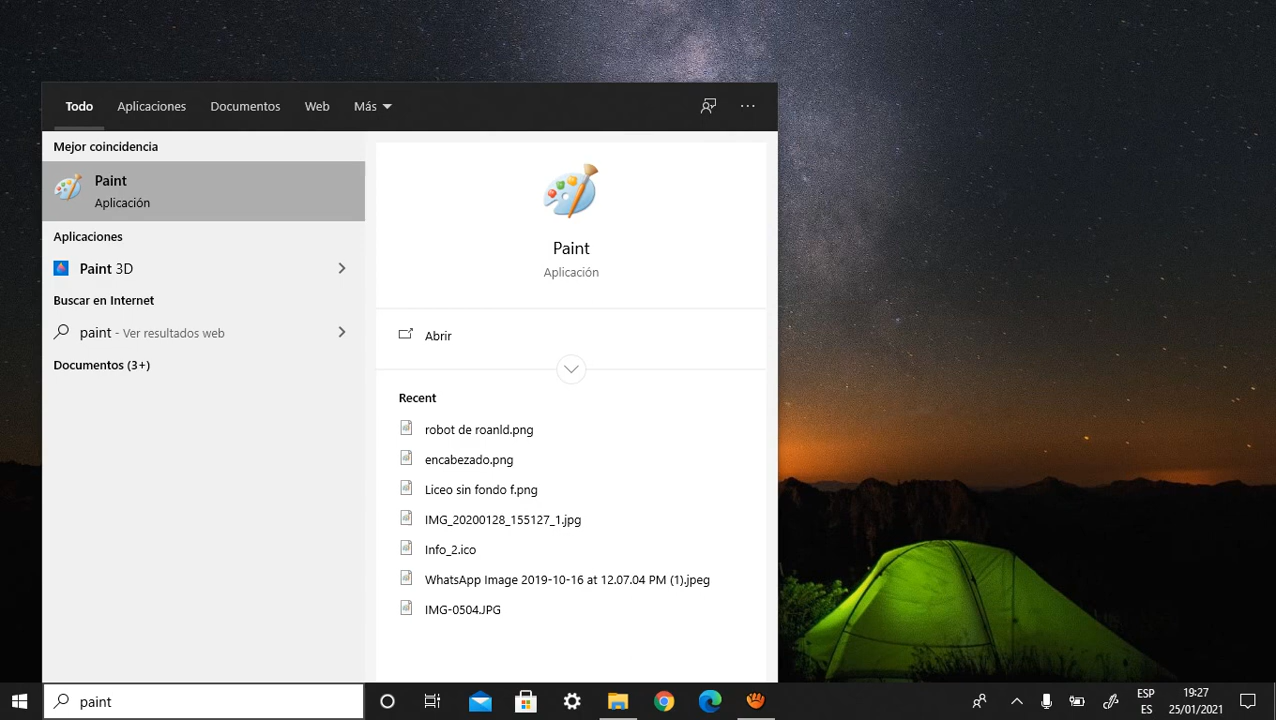 Todo Aplicaciones Documentos Web Más
Mejor coincidencia
Paint
Aplicación
Aplicaciones
Paint 3D
Buscar en Internet
paint - Ver resultados web
Documentos (3+)
Paint
Aplicación
Abrir
Recent
robot de roanld.png
encabezado.png
Liceo sin fondo f.png
IMG_20200128_155127_1.jpg
Info_2.ico
WhatsApp Image 2019-10-16 at 12.07.04 PM (1).jpeg
IMG-0504.JPG
paint
ESP
ES
19:27
25/01/2021